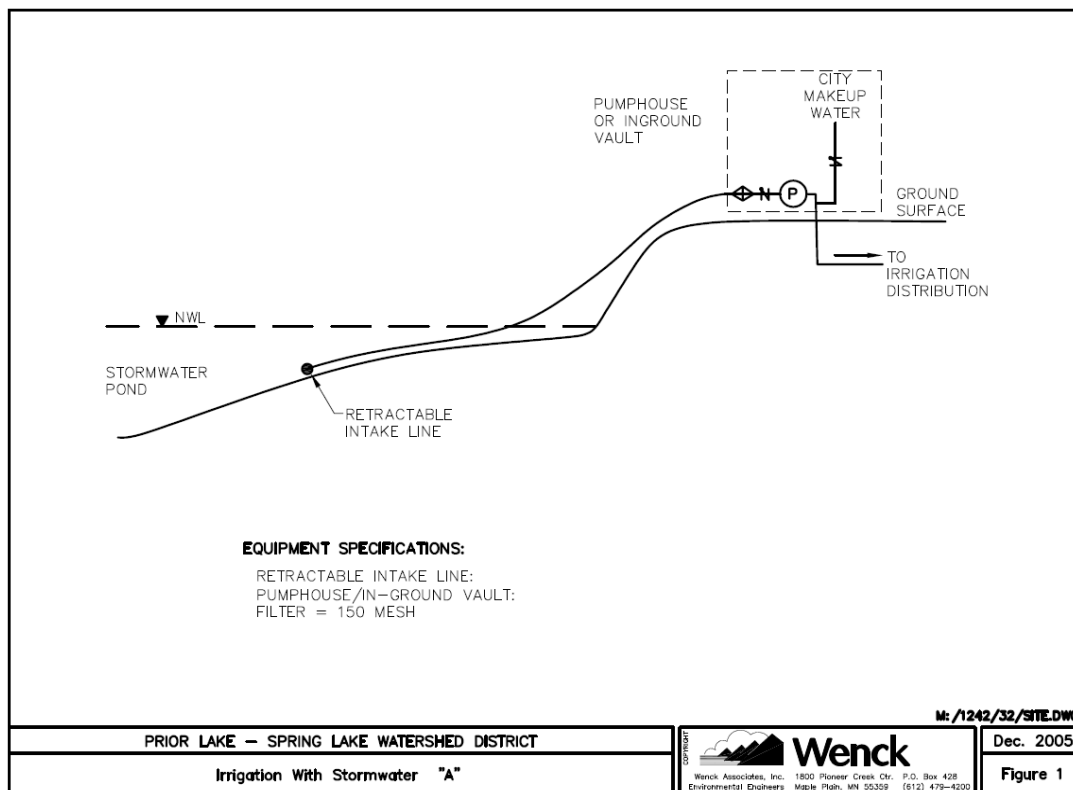 CITY
MAKEUP
WATER
PUMPHOUSE
OR INGROUND
VAULT
P
GROUND
SURFACE
TO
IRRIGATION
DISTRIBUTION
NWL
STORMWATER
POND
RETRACTABLE
INTAKE LINE
EQUIPMENT SPECIFICATIONS:
RETRACTABLE INTAKE LINE:
PUMPHOUSE/IN-GROUND VAULT:
FILTER = 150 MESH
M:/1242/32/SITE.DWG
PRIOR LAKE - SPRING LAKE WATERSHED DISTRICT
Irrigation With Stormwater "A"
COPYRIGHT
Wenck
Wenck Associates, Inc. 1800 Pioneer Creek Ctr. P.O. Box 428
Environmental Engineers Maple Plain, MN 55359 (612) 479-4200
Dec. 2005
Figure 1